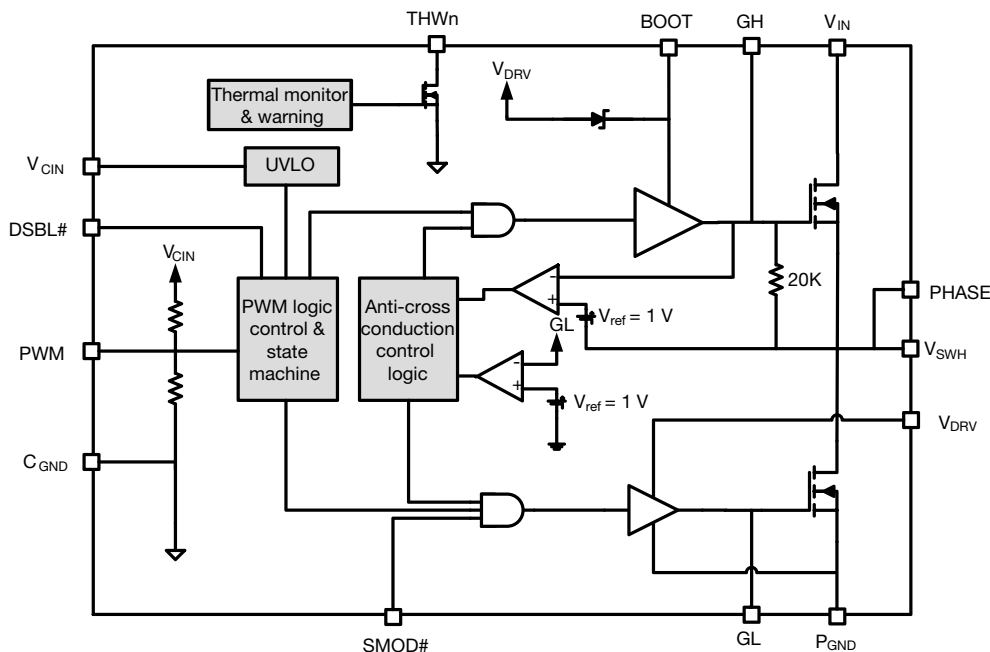 THWn
BOOT
GH
VIN
VDRV
Thermal monitor
& warning
VCIN
UVLO
DSBL#
VCIN
20K
PHASE
PWM logic
control &
state
machine
Anti-cross
conduction
control
logic
-
+
Vref = 1 V
GL
PWM
VSWH
-
+
Vref = 1 V
VDRV
CGND
SMOD#
GL
PGND